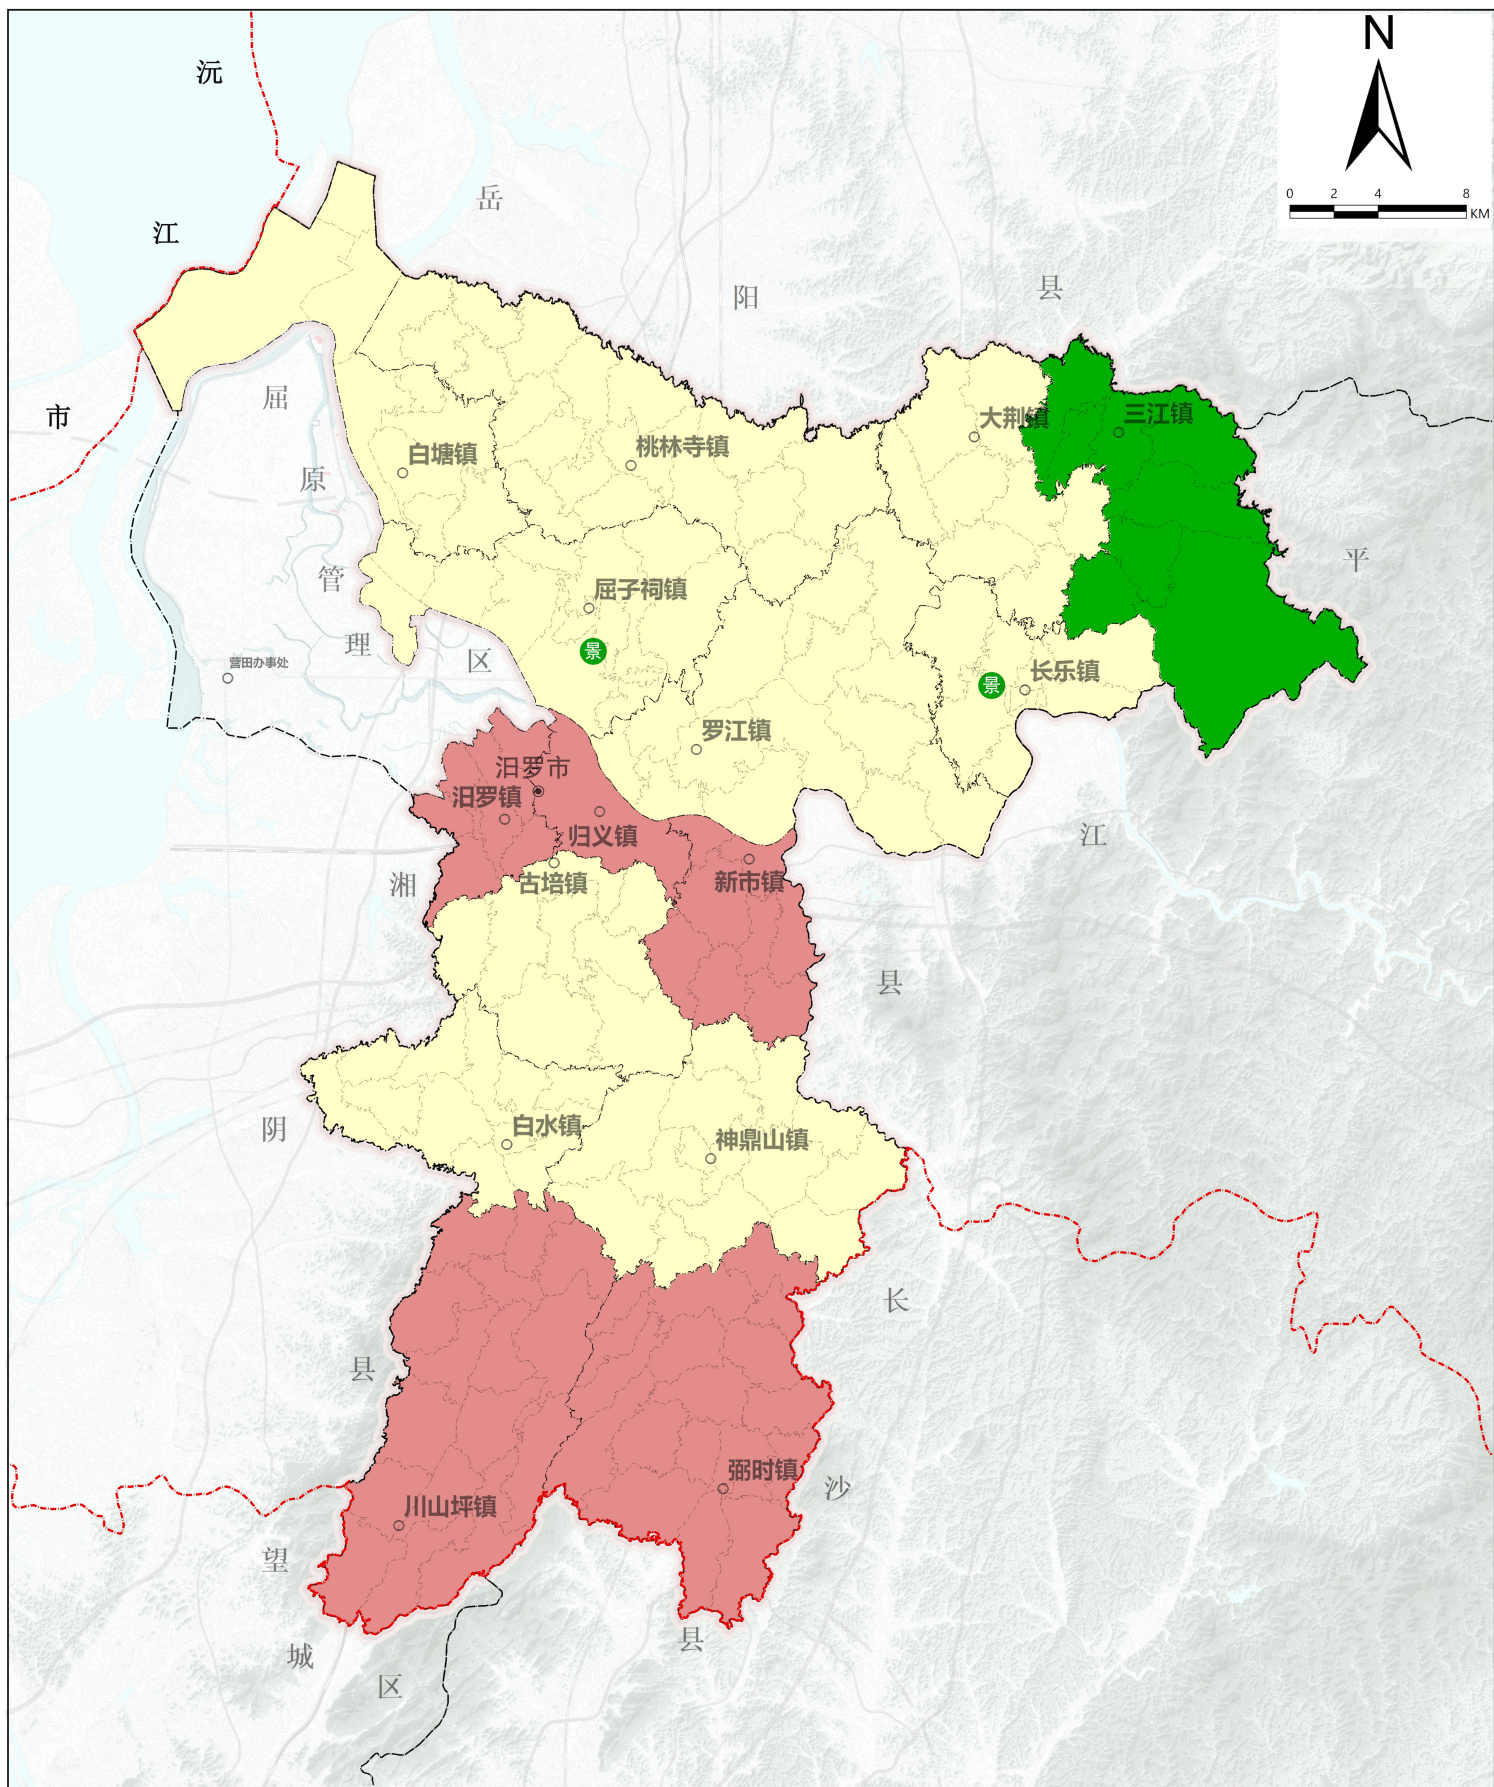 N
0 2 4 8
KM
沅
江
市
岳
阳
县
屈
原
管
理
区
营田办事处
大荆镇
三江镇
白塘镇
桃林寺镇
平
屈子祠镇
景
长乐镇
景
罗江镇
汨罗市
汨罗镇
归义镇
古培镇
新市镇
江
湘
县
阴
白水镇
神鼎山镇
长
县
弼时镇
沙
川山坪镇
望
城
区
县